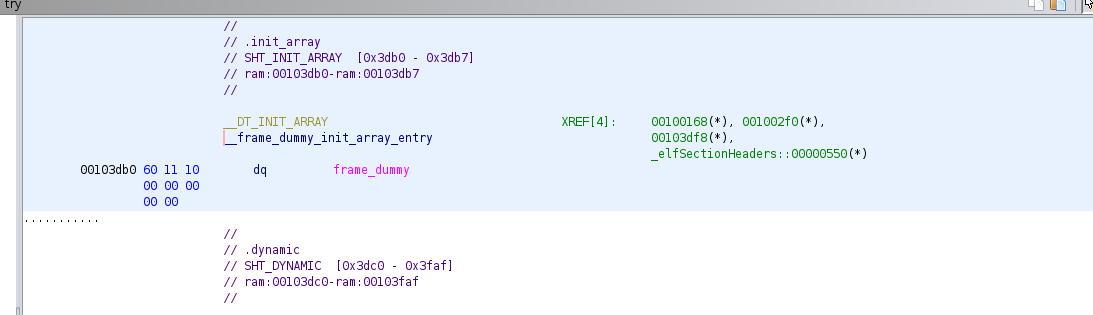 try
//
// .init_array
// SHT_INIT_ARRAY [0x3db0 - 0x3db7]
// ram:00103db0-ram:00103db7
//
__DT_INIT_ARRAY XREF[4]: 00100168(*), 001002f0(*),
__frame_dummy_init_array_entry 00103df8(*),
_elfSectionHeaders::00000550(*)
00103db0 60 11 10 dq frame_dummy
00 00 00
00 00
...........
//
// .dynamic
// SHT_DYNAMIC [0x3dc0 - 0x3faf]
// ram:00103dc0-ram:00103faf
//